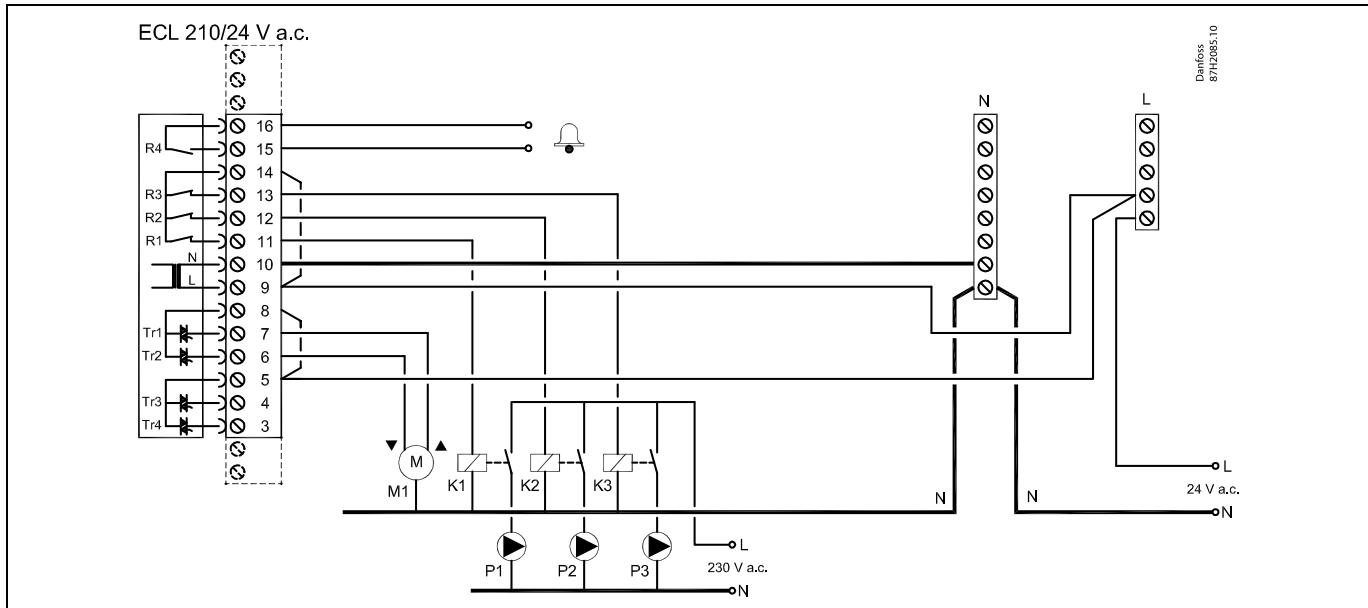 ECL 210/24 V a.c.
Danfoss
87H2085.10
N
L
16
R4
15
14
R3
13
R2
12
R1
11
N
10
L
9
8
Tr1
7
Tr2
6
5
Tr3
4
Tr4
3
M
M1
K1
K2
K3
N
N
L
24 V a.c.
N
P1
P2
P3
L
230 V a.c.
N